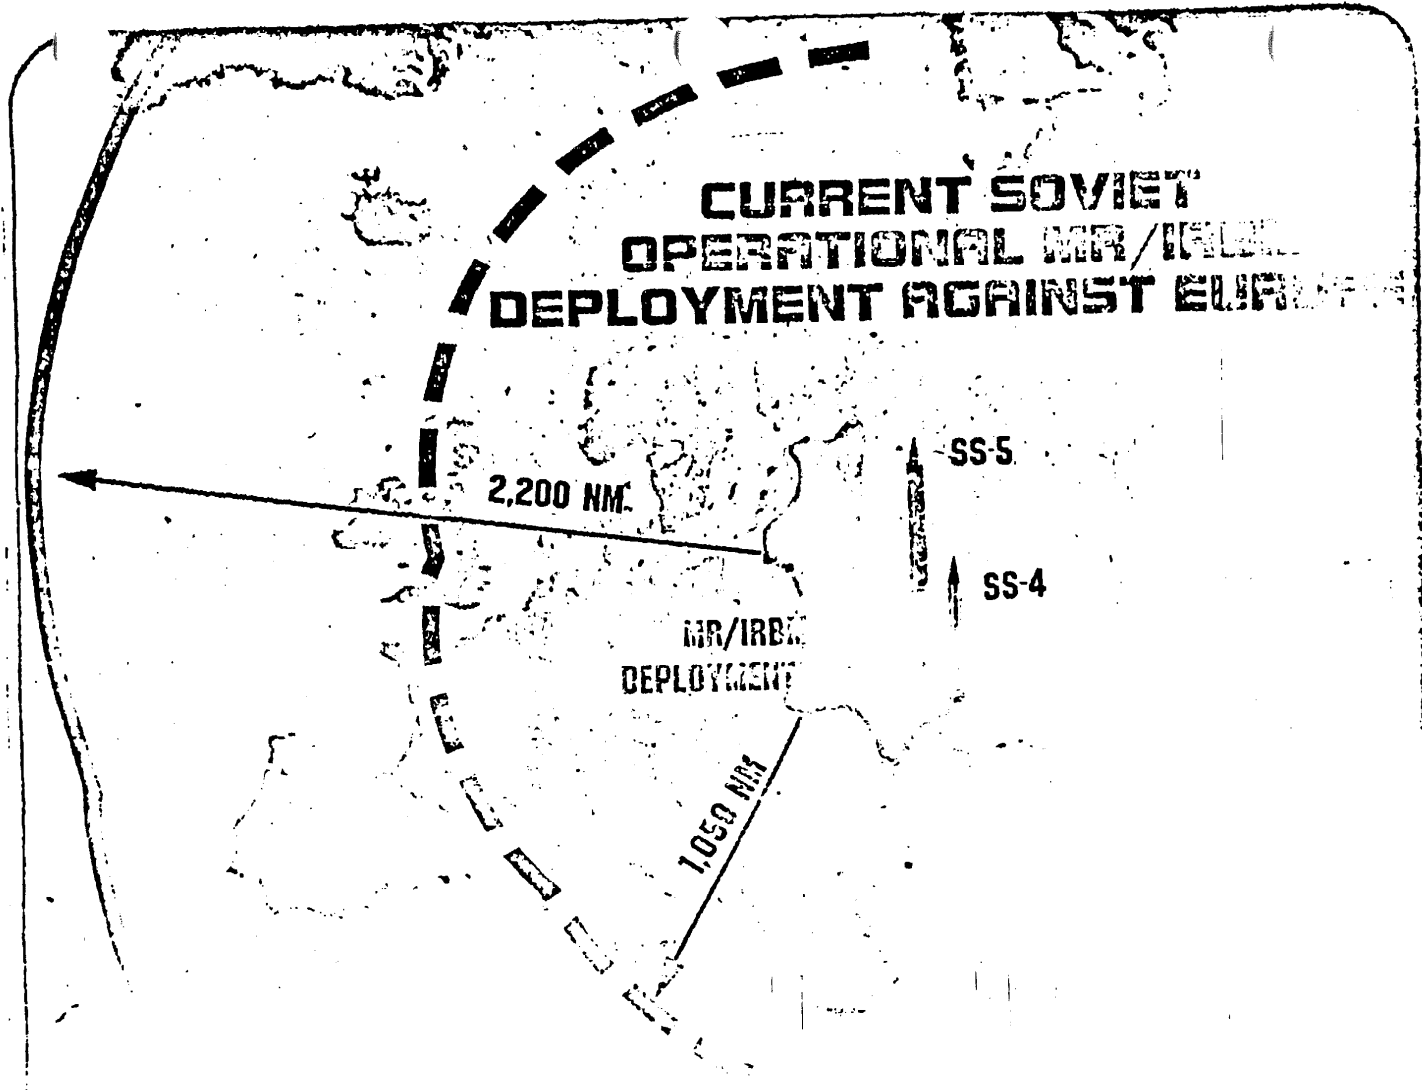 CURRENT SOVIET
OPERATIONAL MR/
DEPLOYMENT AGAINST
SS-5
2,200 NM.
SS-4
MR/IRBM
DEPLOYMENT
1,050 NM